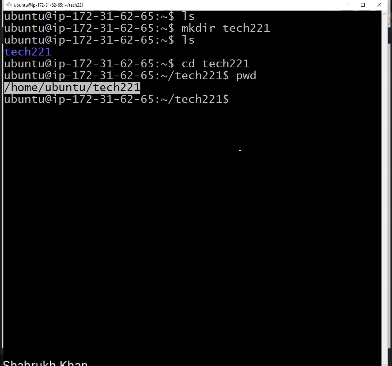 ubuntu@ip-172-31-62-65: ~/tech221
ubuntu@ip-172-31-62-65:~$ ls
ubuntu@ip-172-31-62-65:~$ mkdir tech221
ubuntu@ip-172-31-62-65:~$ ls
tech221
ubuntu@ip-172-31-62-65:~$ cd tech221
ubuntu@ip-172-31-62-65:~/tech221$ pwd
/home/ubuntu/tech221
ubuntu@ip-172-31-62-65:~/tech221$
Shahrukh Khan